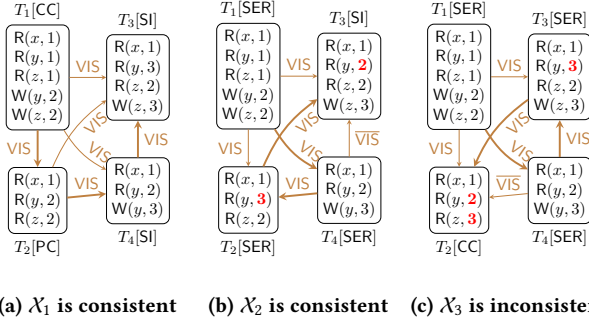 T₁[CC]
T₃[SI]
R(x, 1)
R(y, 1)
R(z, 1)
W(y, 2)
W(z, 2)
VIS
R(x, 1)
R(y, 3)
R(z, 2)
W(z, 3)
VIS
VIS
VIS
VIS
R(x, 1)
R(y, 2)
R(z, 2)
VIS
R(x, 1)
R(y, 2)
W(y, 3)
T₂[PC]
T₄[SI]
(a) X₁ is consistent
T₁[SER]
T₃[SI]
R(x, 1)
R(y, 1)
R(z, 1)
W(y, 2)
W(z, 2)
VIS
R(x, 1)
R(y, 2)
R(z, 2)
W(z, 3)
VIS
VIS
VIS
V̅I̅S̅
R(x, 1)
R(y, 3)
R(z, 2)
VIS
R(x, 1)
R(y, 2)
W(y, 3)
T₂[SER]
T₄[SER]
(b) X₂ is consistent
T₁[SER]
T₃[SER]
R(x, 1)
R(y, 1)
R(z, 1)
W(y, 2)
W(z, 2)
VIS
R(x, 1)
R(y, 3)
R(z, 2)
W(z, 3)
VIS
VIS
VIS
VIS
R(x, 1)
R(y, 2)
R(z, 3)
V̅I̅S̅
R(x, 1)
R(y, 2)
W(y, 3)
T₂[CC]
T₄[SER]
(c) X₃ is inconsiste